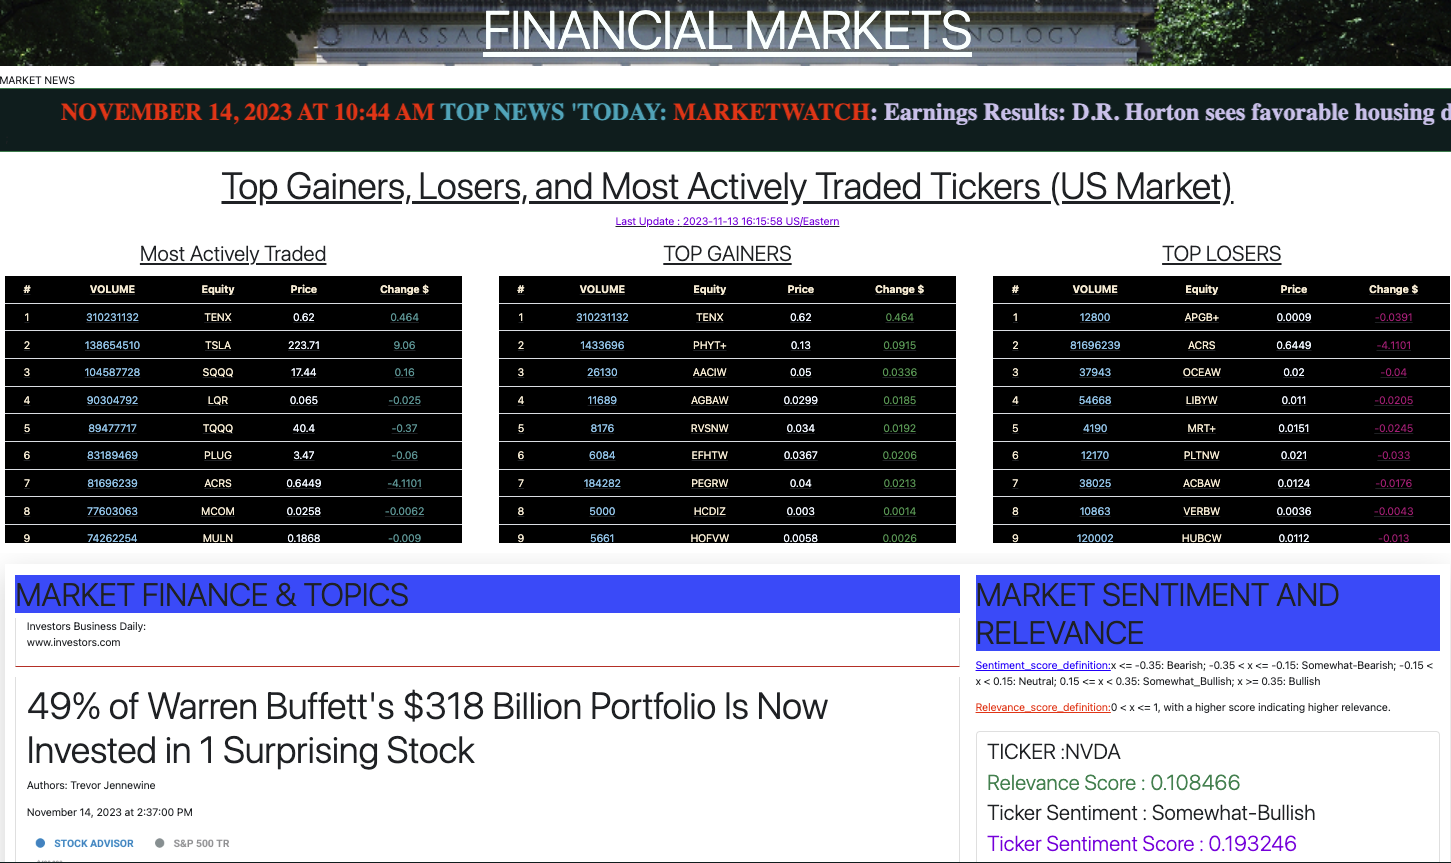 FINANCIAL MARKETS
MARKET NEWS
NOVEMBER 14, 2023 AT 10:44 AM TOP NEWS 'TODAY: MARKETWATCH: Earnings Results: D.R. Horton sees favorable housing d
Top Gainers, Losers, and Most Actively Traded Tickers (US Market)
Last Update : 2023-11-13 16:15:58 US/Eastern
Most Actively Traded
# VOLUME Equity Price Change $
1 310231132 TENX 0.62 0.464
2 138654510 TSLA 223.71 9.06
3 104587728 SQQQ 17.44 0.16
4 90304792 LQR 0.065 -0.025
5 89477717 TQQQ 40.4 -0.37
6 83189469 PLUG 3.47 -0.06
7 81696239 ACRS 0.6449 -4.1101
8 77603063 MCOM 0.0258 -0.0062
9 74262254 MULN 0.1868 -0.009
TOP GAINERS
# VOLUME Equity Price Change $
1 310231132 TENX 0.62 0.464
2 1433696 PHYT+ 0.13 0.0915
3 26130 AACIW 0.05 0.0336
4 11689 AGBAW 0.0299 0.0185
5 8176 RVSNW 0.034 0.0192
6 6084 EFHTW 0.0367 0.0206
7 184282 PEGRW 0.04 0.0213
8 5000 HCDIZ 0.003 0.0014
9 5661 HOFVW 0.0058 0.0026
TOP LOSERS
# VOLUME Equity Price Change $
1 12800 APGB+ 0.0009 -0.0391
2 81696239 ACRS 0.6449 -4.1101
3 37943 OCEAW 0.02 -0.04
4 54668 LIBYW 0.011 -0.0205
5 4190 MRT+ 0.0151 -0.0245
6 12170 PLTNW 0.021 -0.033
7 38025 ACBAW 0.0124 -0.0176
8 10863 VERBW 0.0036 -0.0043
9 120002 HUBCW 0.0112 -0.013
MARKET FINANCE & TOPICS
Investors Business Daily:
www.investors.com
49% of Warren Buffett's $318 Billion Portfolio Is Now
Invested in 1 Surprising Stock
Authors: Trevor Jennewine
November 14, 2023 at 2:37:00 PM
STOCK ADVISOR S&P 500 TR
MARKET SENTIMENT AND
RELEVANCE
Sentiment_score_definition:x <= -0.35: Bearish; -0.35 < x <= -0.15: Somewhat-Bearish; -0.15 <
x < 0.15: Neutral; 0.15 <= x < 0.35: Somewhat_Bullish; x >= 0.35: Bullish
Relevance_score_definition:0 < x <= 1, with a higher score indicating higher relevance.
TICKER :NVDA
Relevance Score : 0.108466
Ticker Sentiment : Somewhat-Bullish
Ticker Sentiment Score : 0.193246